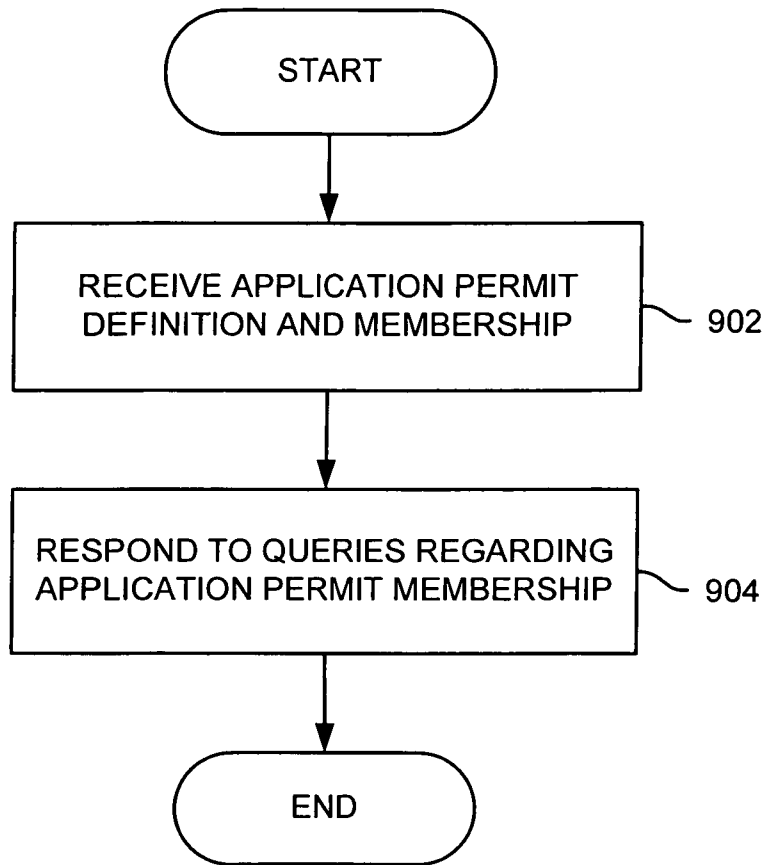 START
RECEIVE APPLICATION PERMIT
DEFINITION AND MEMBERSHIP
902
RESPOND TO QUERIES REGARDING
APPLICATION PERMIT MEMBERSHIP
904
END